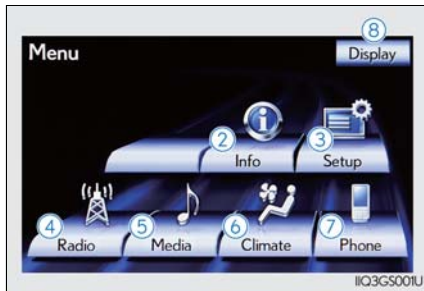 8
Menu Display
2 3
Info Setup
4 5 6 7
Radio Media Climate Phone
IIQ3GS001U